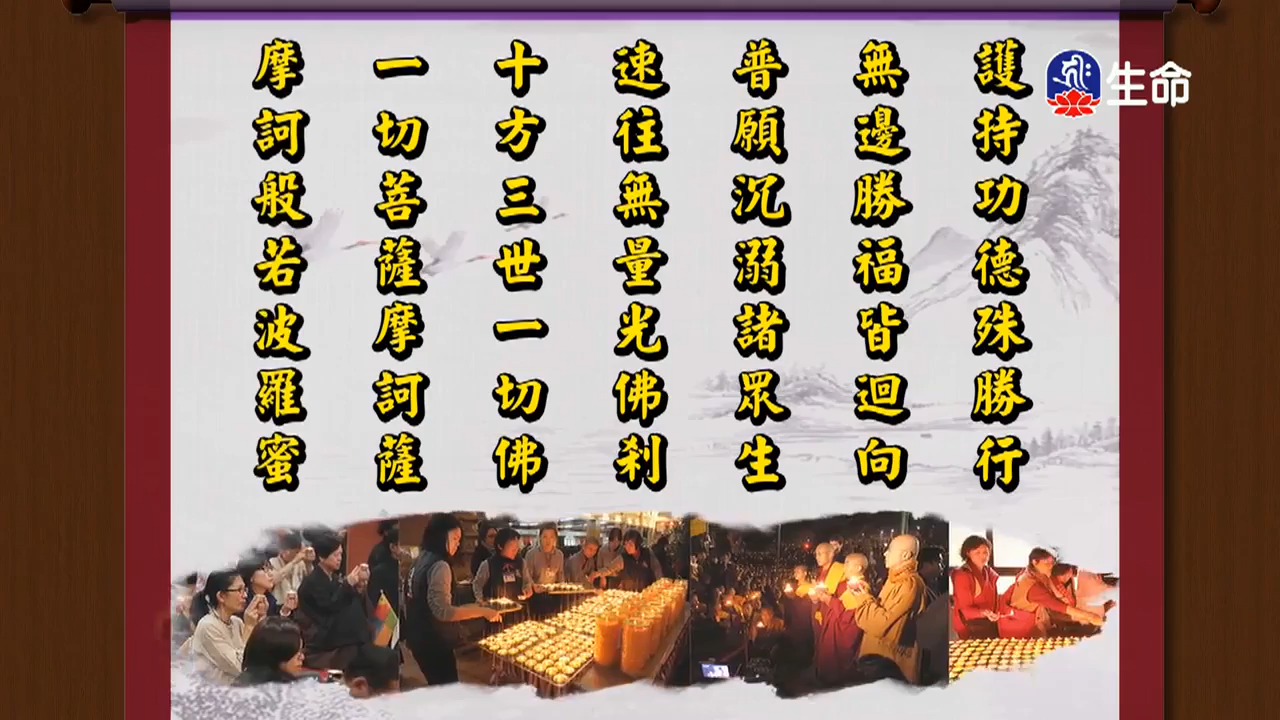 護持功德殊勝行
無邊勝福皆迴向
普願沉溺諸眾生
速往無量光佛剎
十方三世一切佛
一切菩薩摩訶薩
摩訶般若波羅蜜
生命